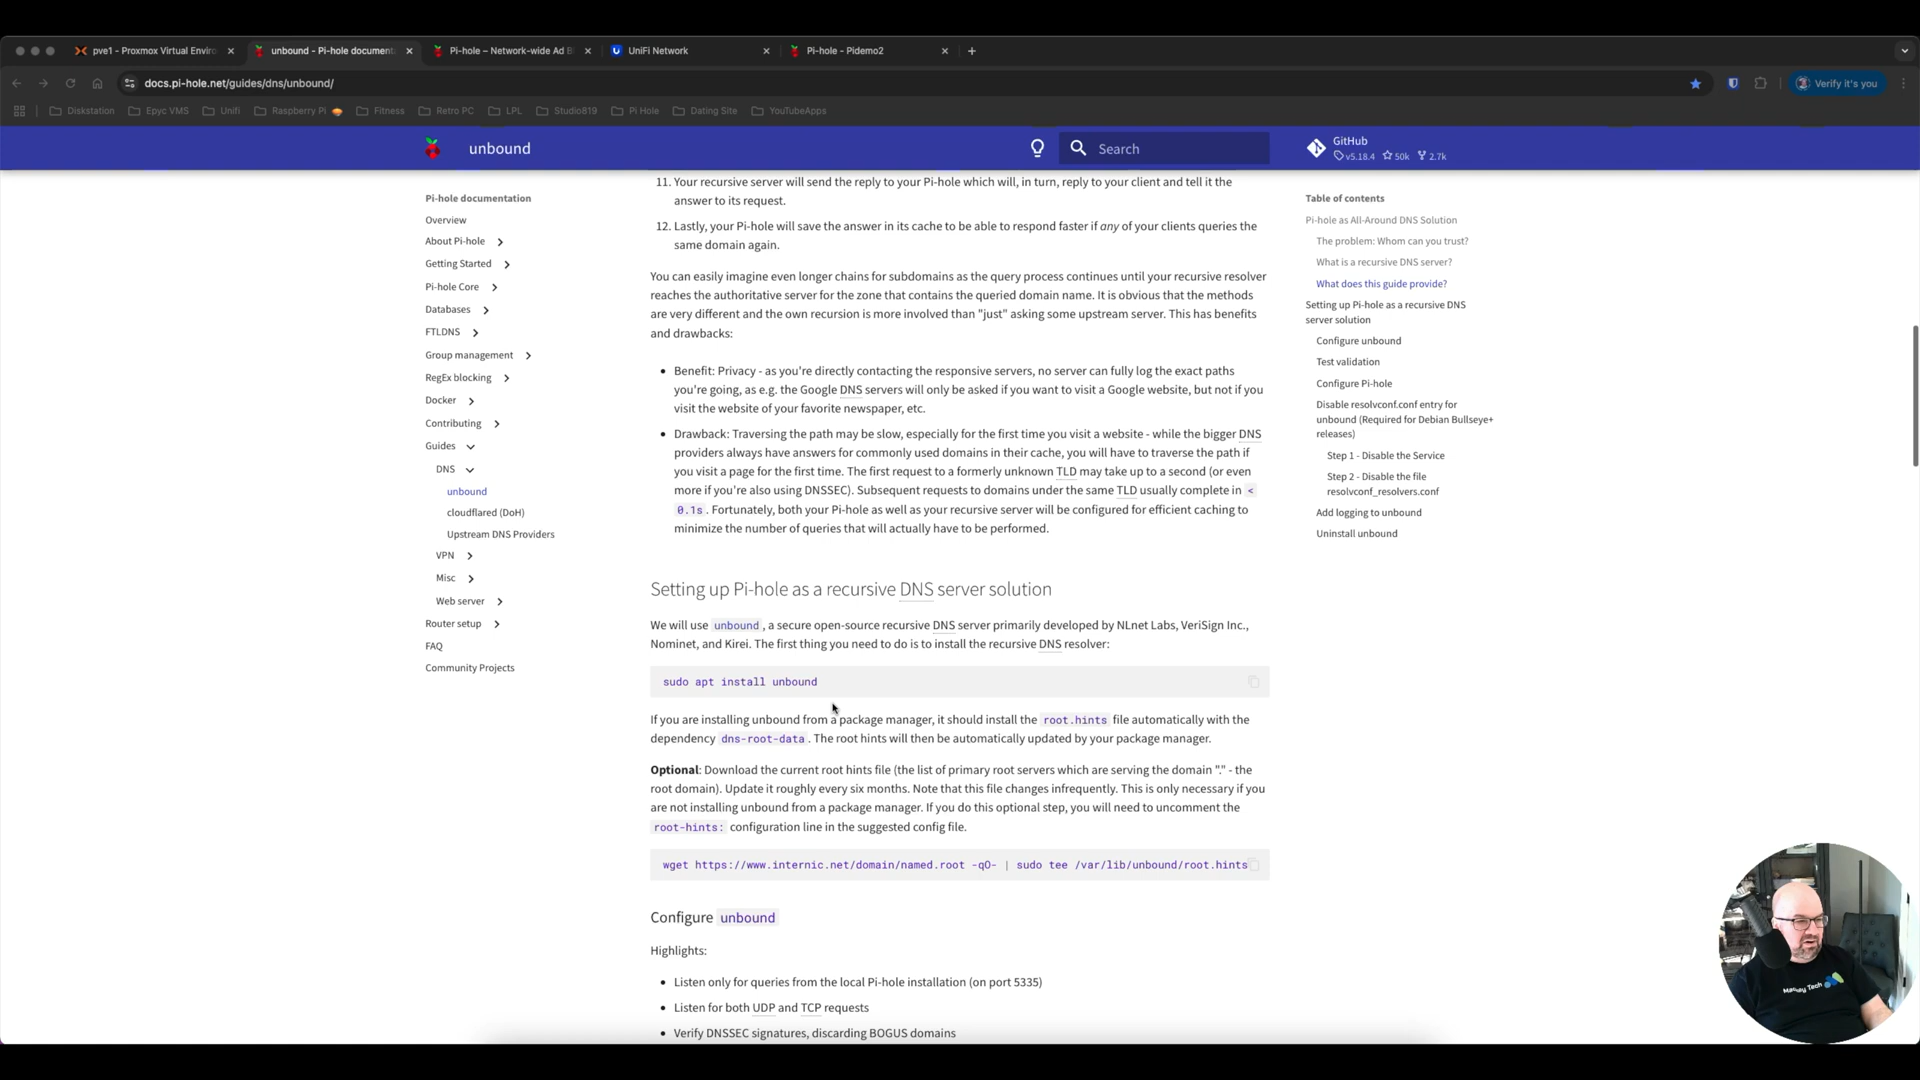 pve1 - Proxmox Virtual Enviro
unbound - Pi-hole document
Pi-hole – Network-wide Ad B
UniFi Network
Pi-hole - Pidemo2
docs.pi-hole.net/guides/dns/unbound/
Verify it's you
Diskstation
Epyc VMS
Unifi
Raspberry Pi
Fitness
Retro PC
LPL
Studio819
Pi Hole
Dating Site
YouTubeApps
unbound
Search
GitHub
v5.18.4 50k 2.7k
Pi-hole documentation
Overview
About Pi-hole
Getting Started
Pi-hole Core
Databases
FTLDNS
Group management
RegEx blocking
Docker
Contributing
Guides
DNS
unbound
cloudflared (DoH)
Upstream DNS Providers
VPN
Misc
Web server
Router setup
FAQ
Community Projects
11. Your recursive server will send the reply to your Pi-hole which will, in turn, reply to your client and tell it the
answer to its request.
12. Lastly, your Pi-hole will save the answer in its cache to be able to respond faster if any of your clients queries the
same domain again.
You can easily imagine even longer chains for subdomains as the query process continues until your recursive resolver
reaches the authoritative server for the zone that contains the queried domain name. It is obvious that the methods
are very different and the own recursion is more involved than "just" asking some upstream server. This has benefits
and drawbacks:
• Benefit: Privacy - as you're directly contacting the responsive servers, no server can fully log the exact paths
you're going, as e.g. the Google DNS servers will only be asked if you want to visit a Google website, but not if you
visit the website of your favorite newspaper, etc.
• Drawback: Traversing the path may be slow, especially for the first time you visit a website - while the bigger DNS
providers always have answers for commonly used domains in their cache, you will have to traverse the path if
you visit a page for the first time. The first request to a formerly unknown TLD may take up to a second (or even
more if you're also using DNSSEC). Subsequent requests to domains under the same TLD usually complete in <
0.1s. Fortunately, both your Pi-hole as well as your recursive server will be configured for efficient caching to
minimize the number of queries that will actually have to be performed.
Setting up Pi-hole as a recursive DNS server solution
We will use unbound, a secure open-source recursive DNS server primarily developed by NLnet Labs, VeriSign Inc.,
Nominet, and Kirei. The first thing you need to do is to install the recursive DNS resolver:
sudo apt install unbound
If you are installing unbound from a package manager, it should install the root.hints file automatically with the
dependency dns-root-data. The root hints will then be automatically updated by your package manager.
Optional: Download the current root hints file (the list of primary root servers which are serving the domain "." - the
root domain). Update it roughly every six months. Note that this file changes infrequently. This is only necessary if you
are not installing unbound from a package manager. If you do this optional step, you will need to uncomment the
root-hints: configuration line in the suggested config file.
wget https://www.internic.net/domain/named.root -qO- | sudo tee /var/lib/unbound/root.hints
Configure unbound
Highlights:
• Listen only for queries from the local Pi-hole installation (on port 5335)
• Listen for both UDP and TCP requests
• Verify DNSSEC signatures, discarding BOGUS domains
Table of contents
Pi-hole as All-Around DNS Solution
The problem: Whom can you trust?
What is a recursive DNS server?
What does this guide provide?
Setting up Pi-hole as a recursive DNS
server solution
Configure unbound
Test validation
Configure Pi-hole
Disable resolvconf.conf entry for
unbound (Required for Debian Bullseye+
releases)
Step 1 - Disable the Service
Step 2 - Disable the file
resolvconf_resolvers.conf
Add logging to unbound
Uninstall unbound